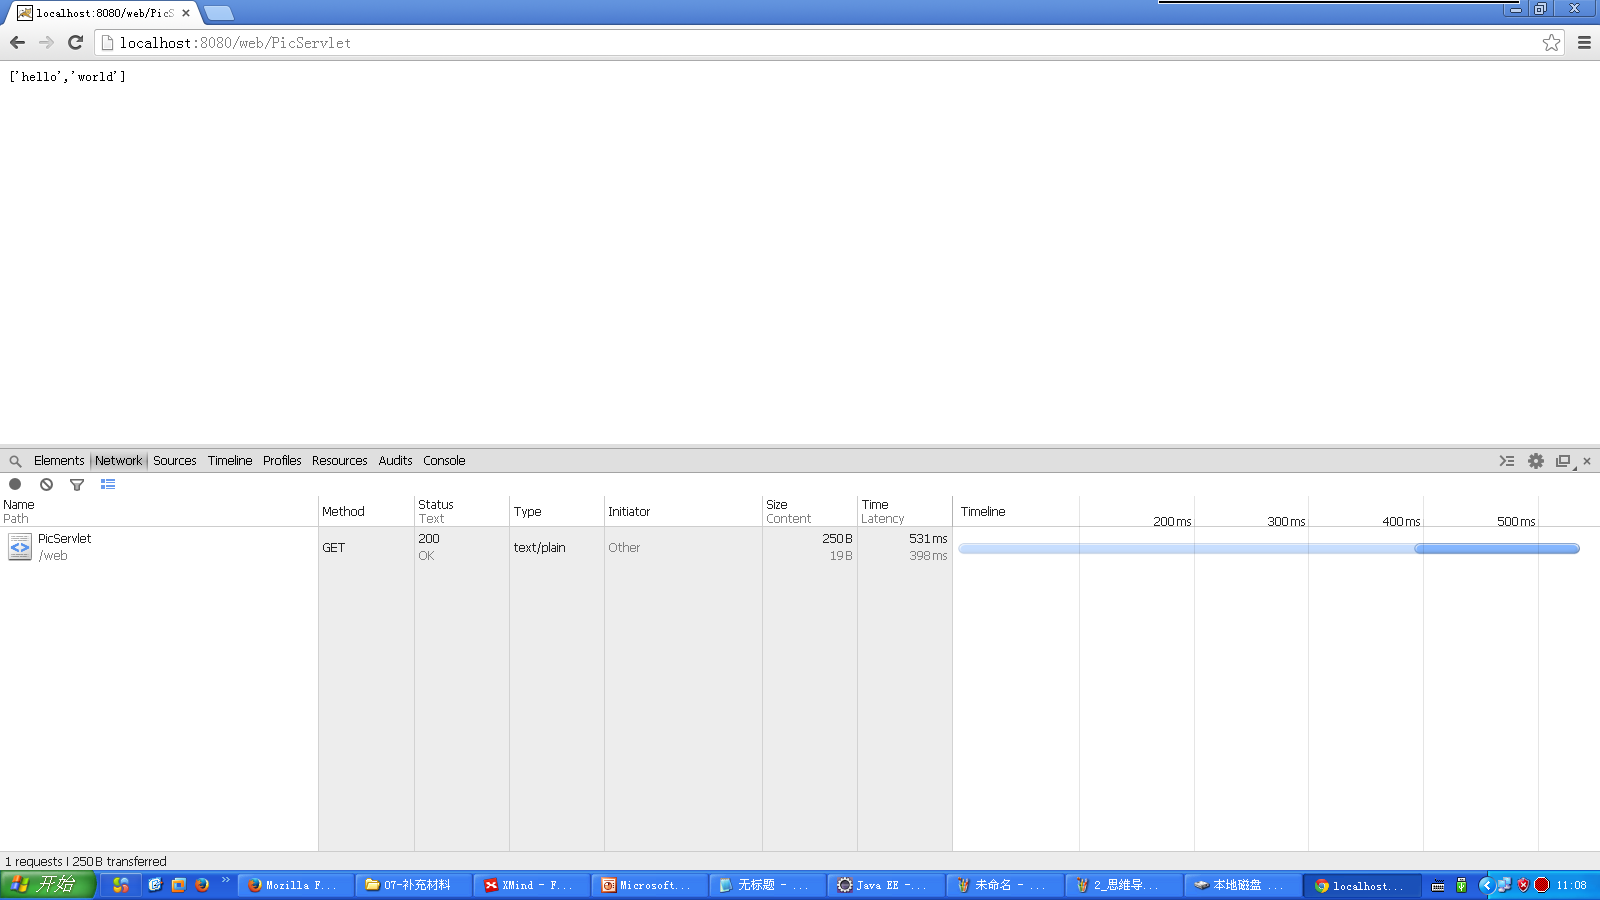 localhost:8080/web/PicS
localhost:8080/web/PicServlet
['hello','world']
Elements Network Sources Timeline Profiles Resources Audits Console
Name
Path
Method
Status
Text
Type
Initiator
Size
Content
Time
Latency
Timeline
200 ms
300 ms
400 ms
500 ms
PicServlet
/web
GET
200
OK
text/plain
Other
250 B
19 B
531 ms
398 ms
1 requests | 250 B transferred
开始
Mozilla F...
07-补充材料
XMind - F...
Microsoft...
无标题 - ...
Java EE -...
未命名 - ...
2_思维导...
本地磁盘 ...
localhost...
11:08